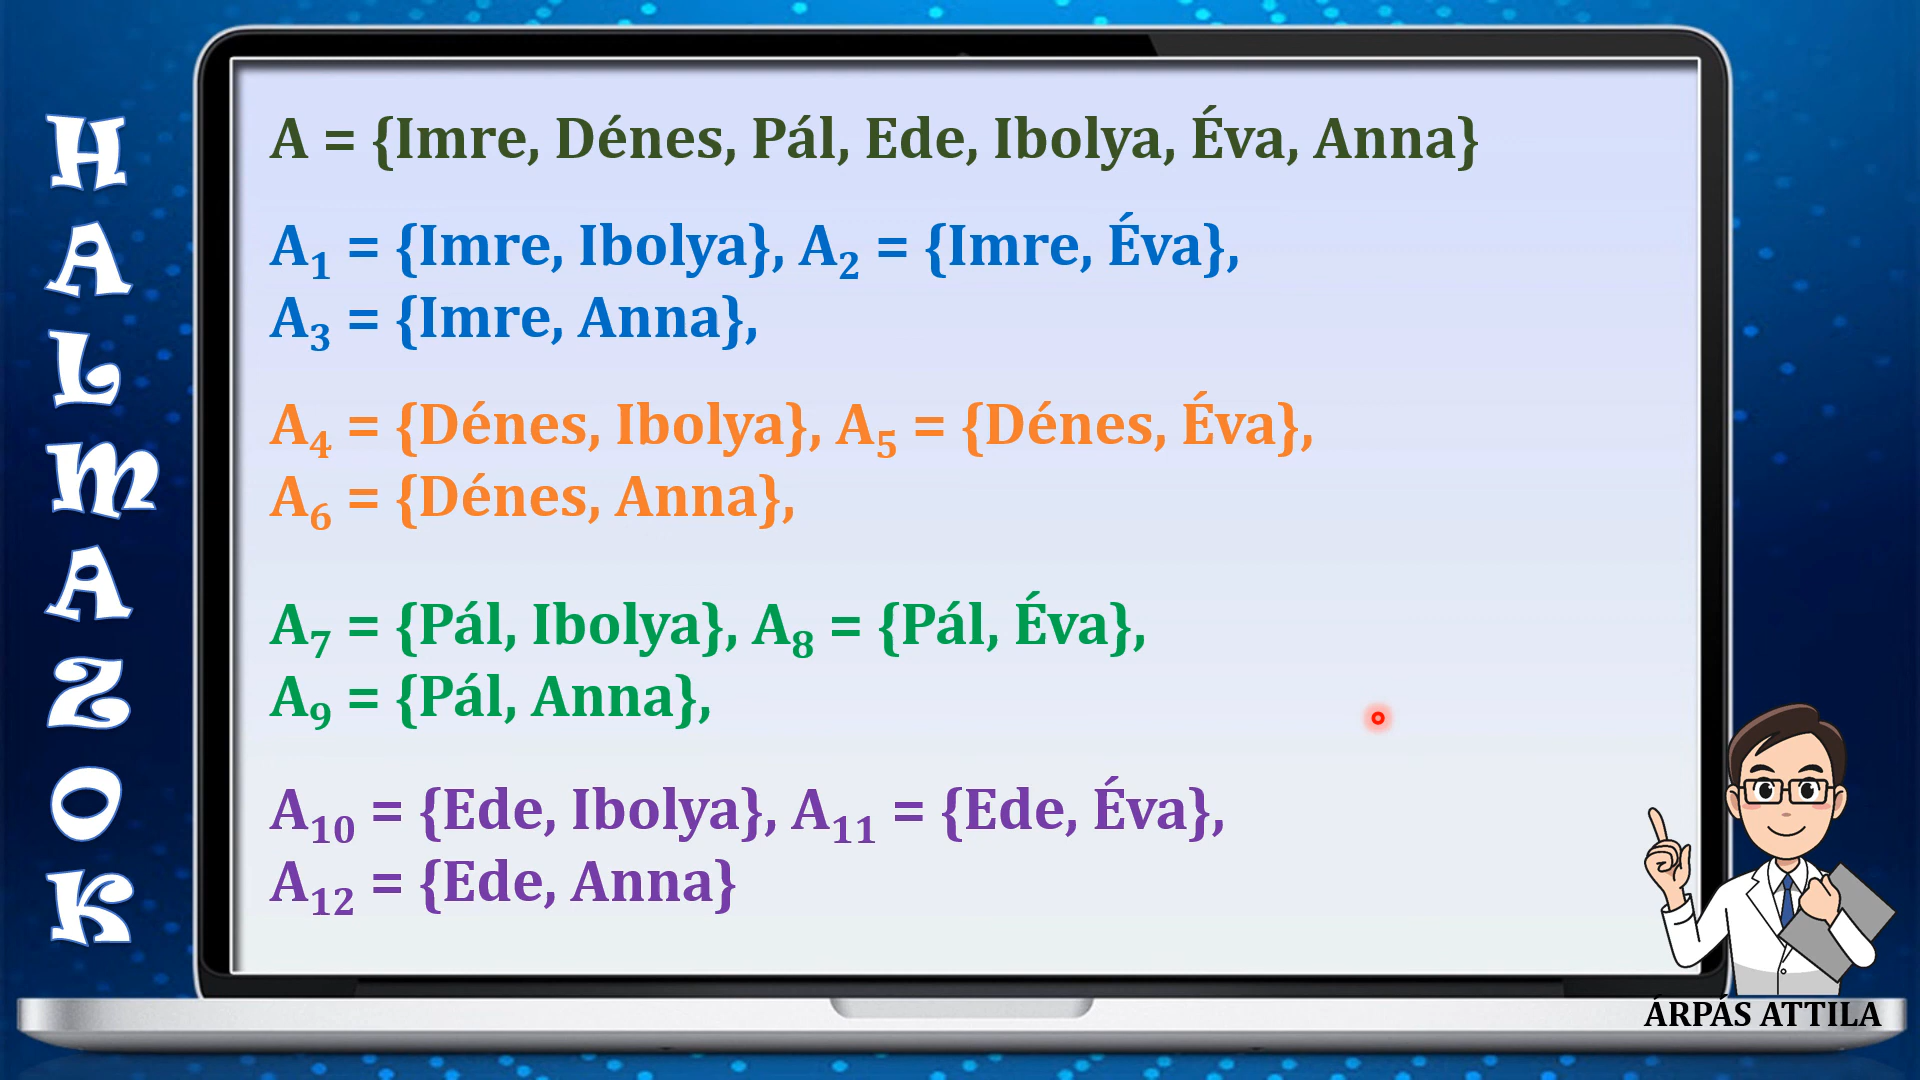 HALMAZOK
A = {Imre, Dénes, Pál, Ede, Ibolya, Éva, Anna}
A₁ = {Imre, Ibolya}, A₂ = {Imre, Éva},
A₃ = {Imre, Anna},
A₄ = {Dénes, Ibolya}, A₅ = {Dénes, Éva},
A₆ = {Dénes, Anna},
A₇ = {Pál, Ibolya}, A₈ = {Pál, Éva},
A₉ = {Pál, Anna},
A₁₀ = {Ede, Ibolya}, A₁₁ = {Ede, Éva},
A₁₂ = {Ede, Anna}
ÁRPÁS ATTILA